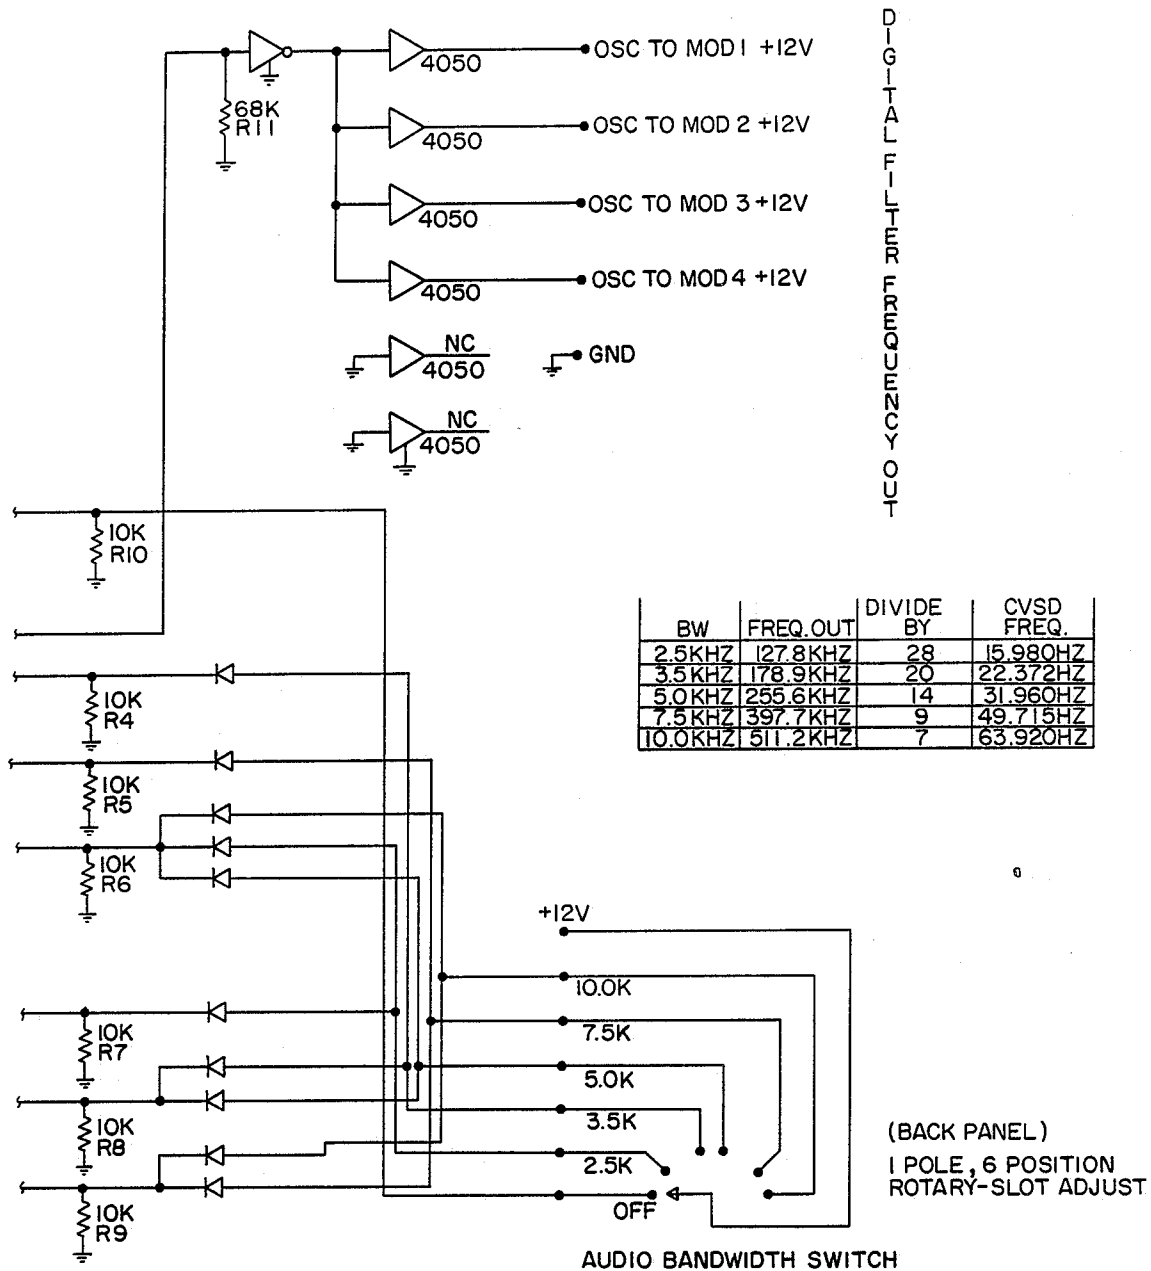 OSC TO MOD 1 +12V
4050
68K
R11
OSC TO MOD 2 +12V
4050
OSC TO MOD 3 +12V
4050
OSC TO MOD 4 +12V
4050
NC
4050
GND
NC
4050
DIGITAL FILTER FREQUENCY OUT
10K
R10
BW FREQ. OUT DIVIDE BY CVSD FREQ.
2.5KHZ 127.8KHZ 28 15.980HZ
3.5KHZ 178.9KHZ 20 22.372HZ
5.0KHZ 255.6KHZ 14 31.960HZ
7.5KHZ 397.7KHZ 9 49.715HZ
10.0KHZ 511.2KHZ 7 63.920HZ
10K
R4
10K
R5
10K
R6
+12V
10.0K
10K
R7
7.5K
5.0K
10K
R8
3.5K
2.5K
10K
R9
OFF
(BACK PANEL)
1 POLE, 6 POSITION
ROTARY-SLOT ADJUST
AUDIO BANDWIDTH SWITCH